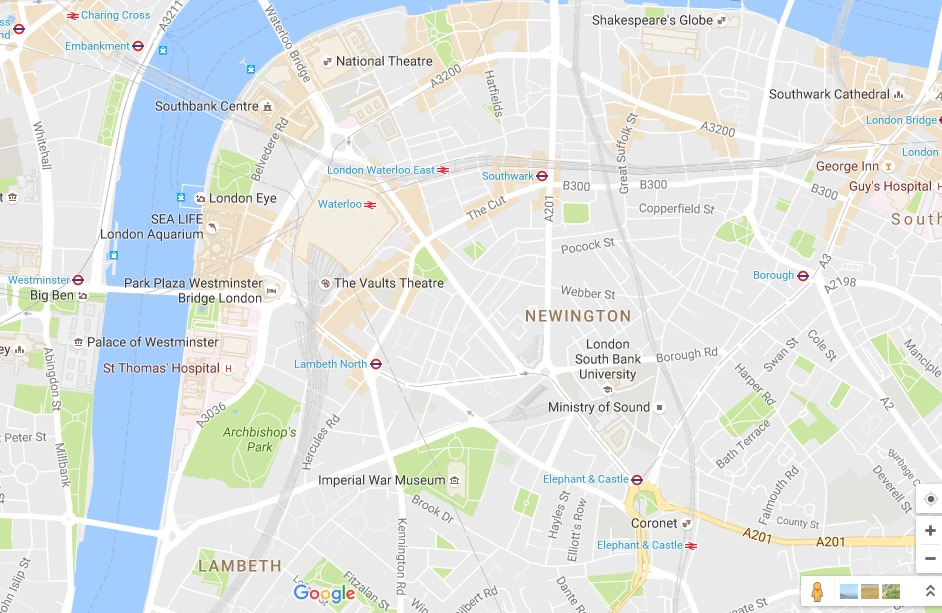 Charing Cross
A3211
Shakespeare's Globe
Embankment
Waterloo Bridge
National Theatre
A3200
Hatfields
Southwark Cathedral
Southbank Centre
Whitehall
Belvedere Rd
Great Suffolk St
A3200
London Bridge
London
London Waterloo East
Southwark
B300
B300
George Inn
B300
Guy's Hospital
London Eye
Waterloo
The Cut
A201
Copperfield St
South
SEA LIFE
London Aquarium
Pocock St
A3
Westminster
Big Ben
Park Plaza Westminster
Bridge London
The Vaults Theatre
Borough
A2198
Webber St
NEWINGTON
Palace of Westminster
London
South Bank
University
Borough Rd
Swan St
Cole St
Manciple
St Thomas' Hospital
Lambeth North
Abingdon St
Harper Rd
A2
A3036
Ministry of Sound
Archbishop's
Park
Hercules Rd
Bath Terrace
Peter St
Millbank
Imperial War Museum
Elephant & Castle
Falmouth Rd
Deverell St
Brook Dr
Hayles St
Elliott's Row
Coronet
County St
Kennington Rd
Elephant & Castle
A201
A201
LAMBETH
Google
Fitzalan St
Dante